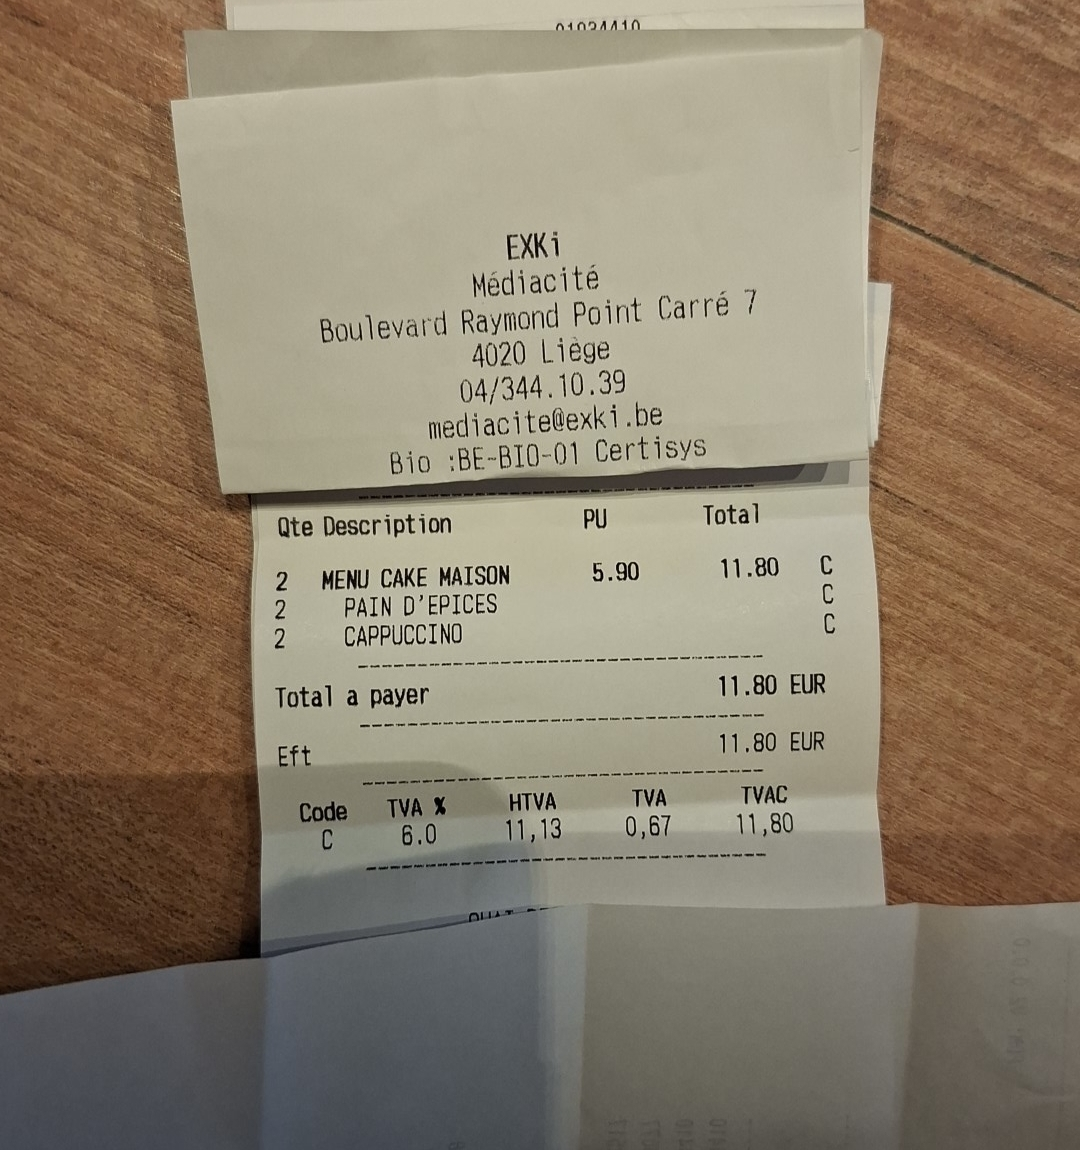 01034410
EXKi
Médiacité
Boulevard Raymond Point Carré 7
4020 Liège
04/344.10.39
mediacite@exki.be
Bio :BE-BIO-01 Certisys
Qte Description PU Total
2 MENU CAKE MAISON 5.90 11.80 C
2 PAIN D'EPICES C
2 CAPPUCCINO C
Total a payer 11.80 EUR
Eft 11.80 EUR
Code TVA % HTVA TVA TVAC
C 6.0 11,13 0,67 11,80